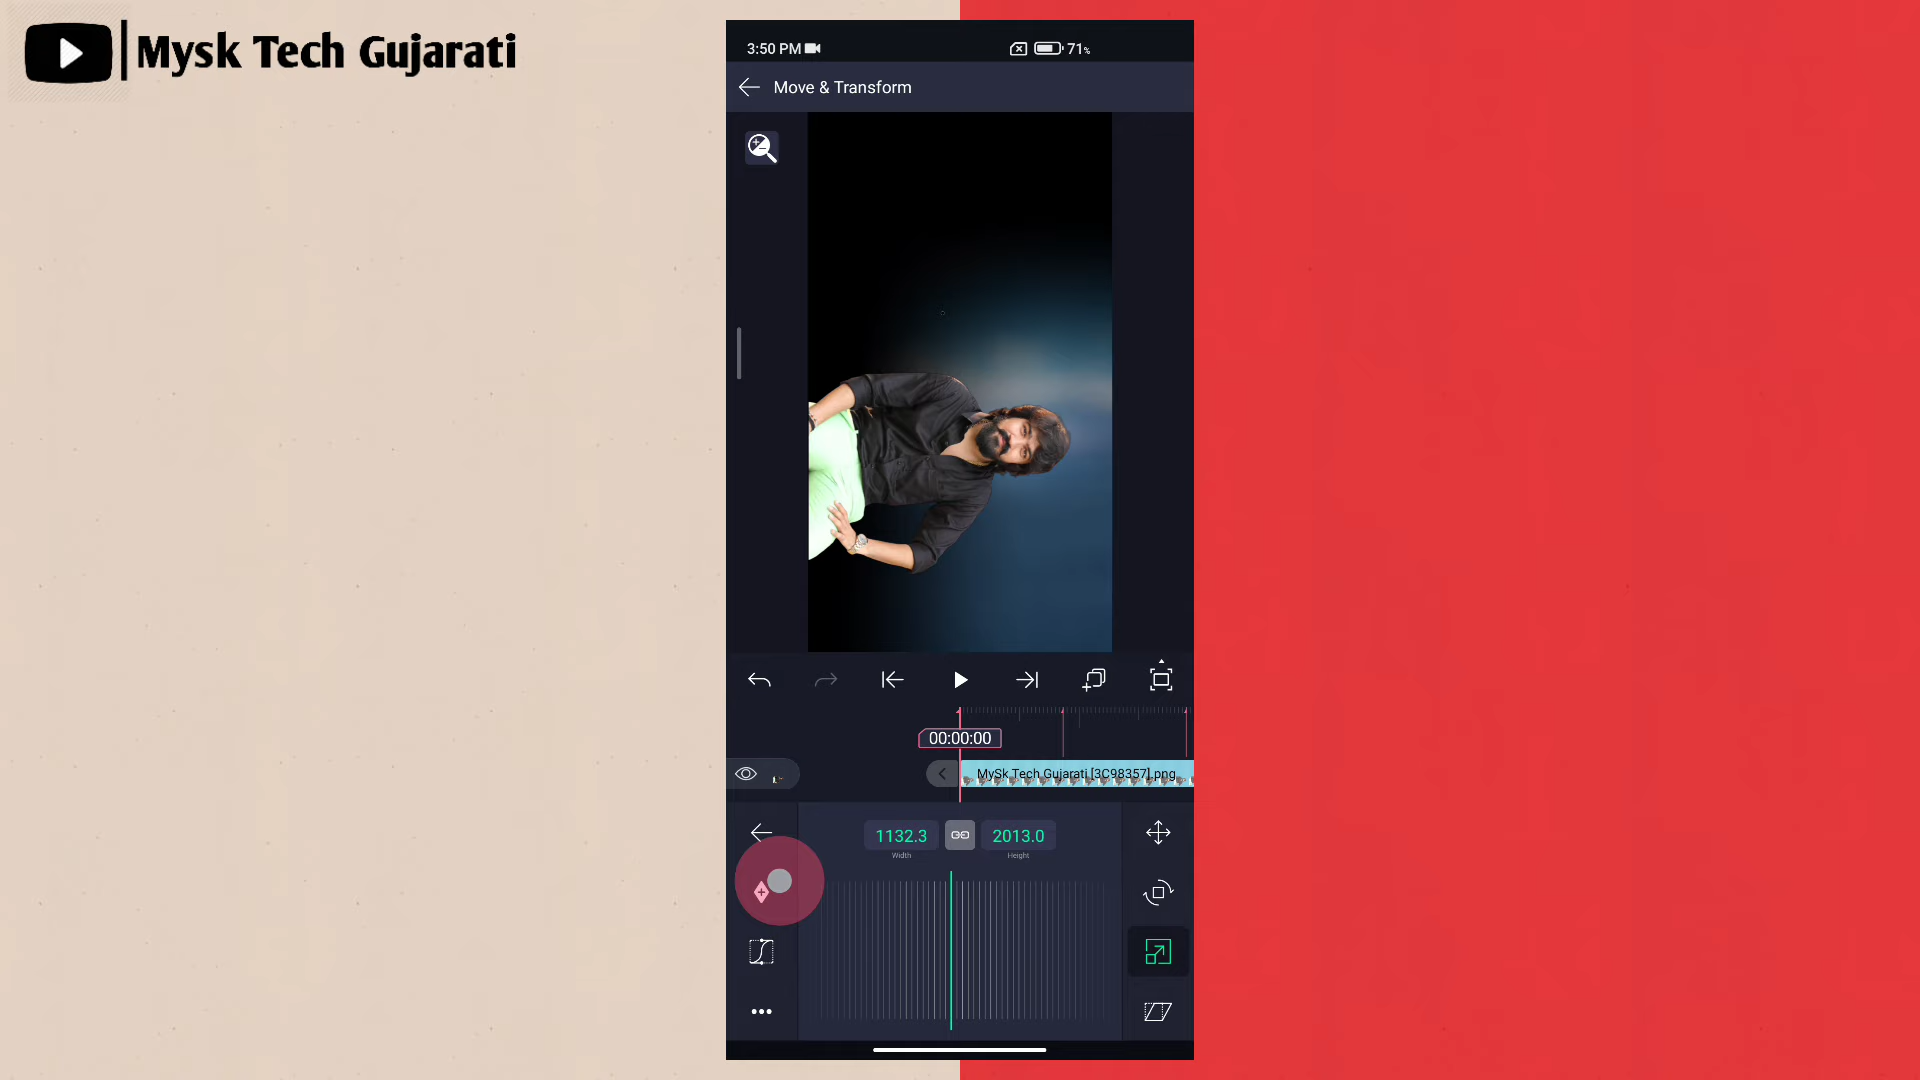 Mysk Tech Gujarati
3:50 PM
71%
Move & Transform
00:00:00
MySk Tech Gujarati [3C98357].png
1132.3
2013.0
Width
Height